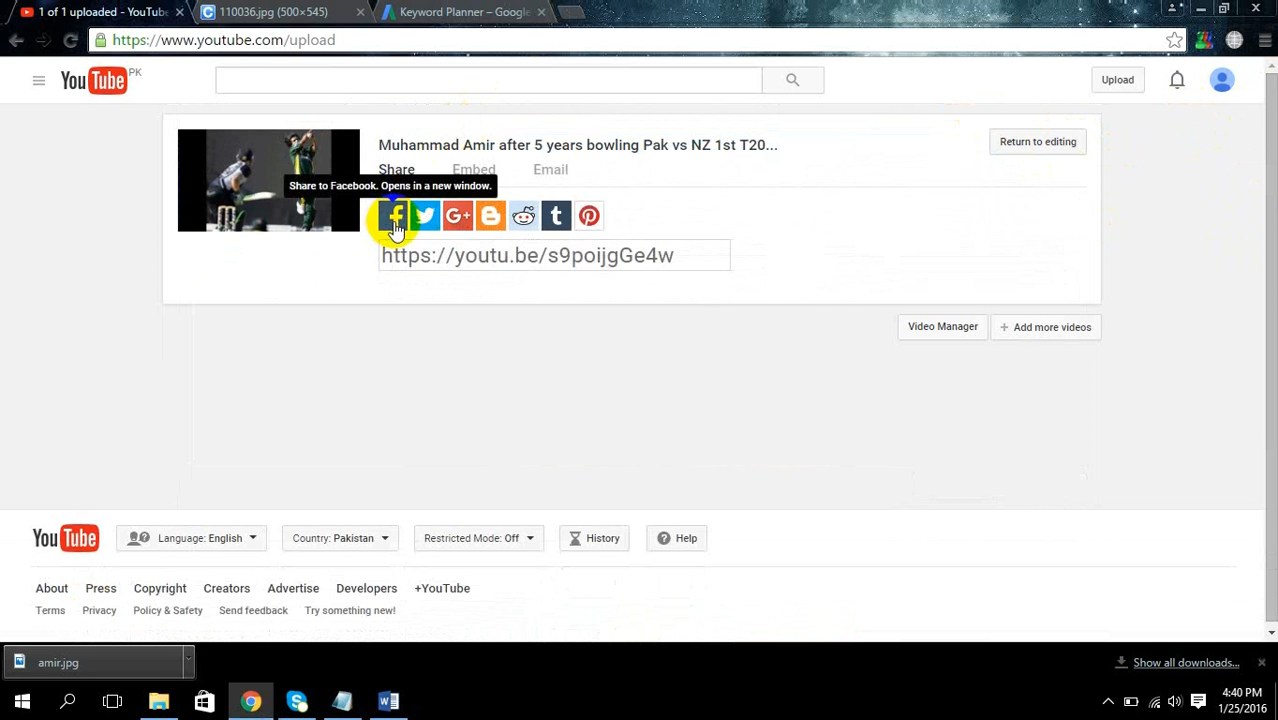 1 of 1 uploaded - YouTube
110036.jpg (500×545)
Keyword Planner – Google
https://www.youtube.com/upload
YouTube PK
Upload
Muhammad Amir after 5 years bowling Pak vs NZ 1st T20...
Return to editing
Share
Embed
Email
Share to Facebook. Opens in a new window.
https://youtu.be/s9poijgGe4w
Video Manager
+ Add more videos
YouTube
Language: English
Country: Pakistan
Restricted Mode: Off
History
Help
About
Press
Copyright
Creators
Advertise
Developers
+YouTube
Terms
Privacy
Policy & Safety
Send feedback
Try something new!
amir.jpg
Show all downloads...
4:40 PM
1/25/2016